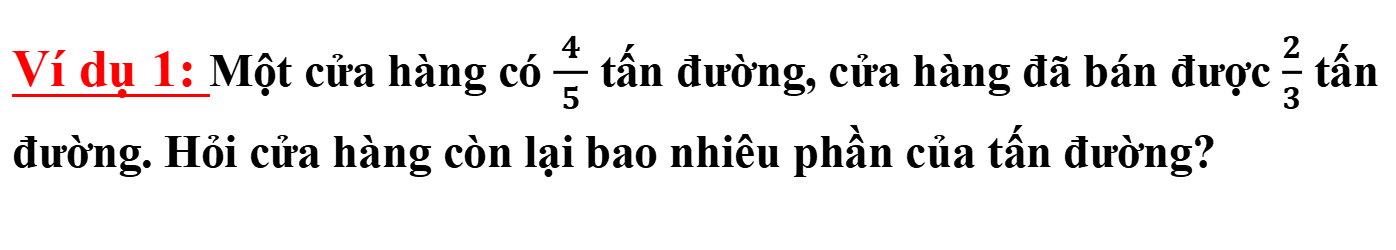 Ví dụ 1: Một cửa hàng có 4/5 tấn đường, cửa hàng đã bán được 2/3 tấn
đường. Hỏi cửa hàng còn lại bao nhiêu phần của tấn đường?